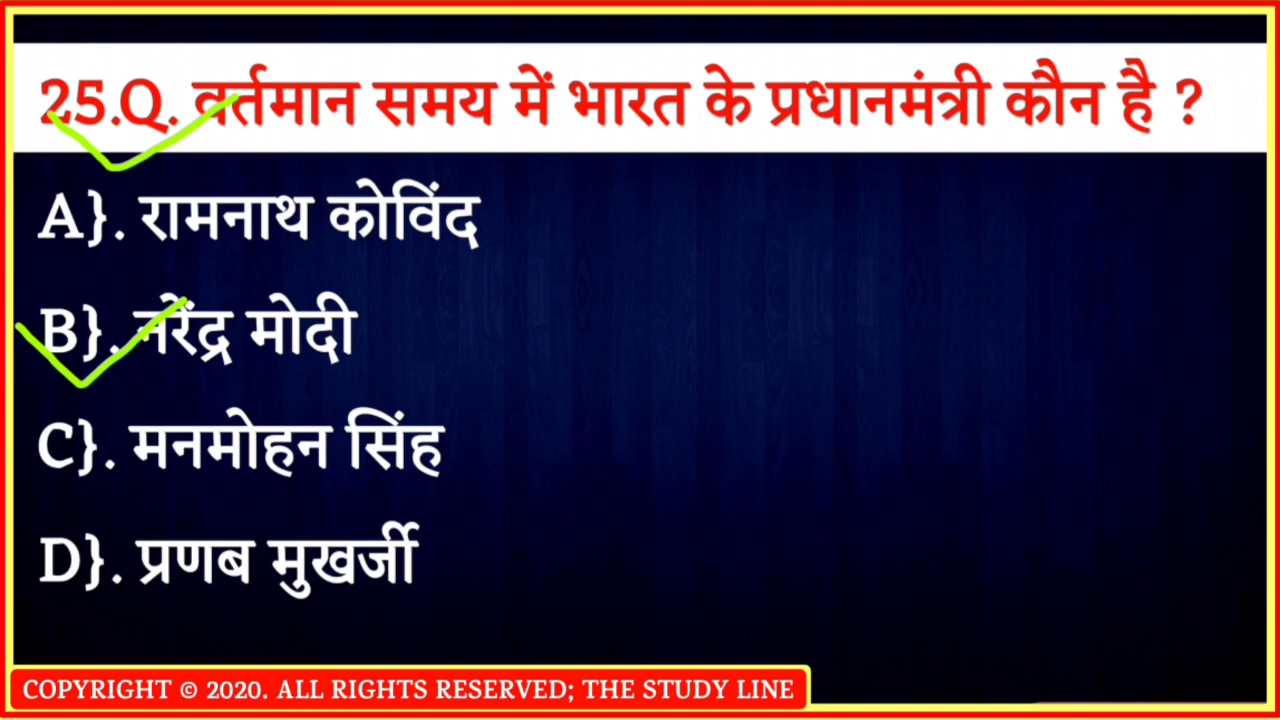 25.Q. वर्तमान समय में भारत के प्रधानमंत्री कौन है ?
A}. रामनाथ कोविंद
B}. नरेंद्र मोदी
C}. मनमोहन सिंह
D}. प्रणब मुखर्जी
COPYRIGHT © 2020. ALL RIGHTS RESERVED; THE STUDY LINE